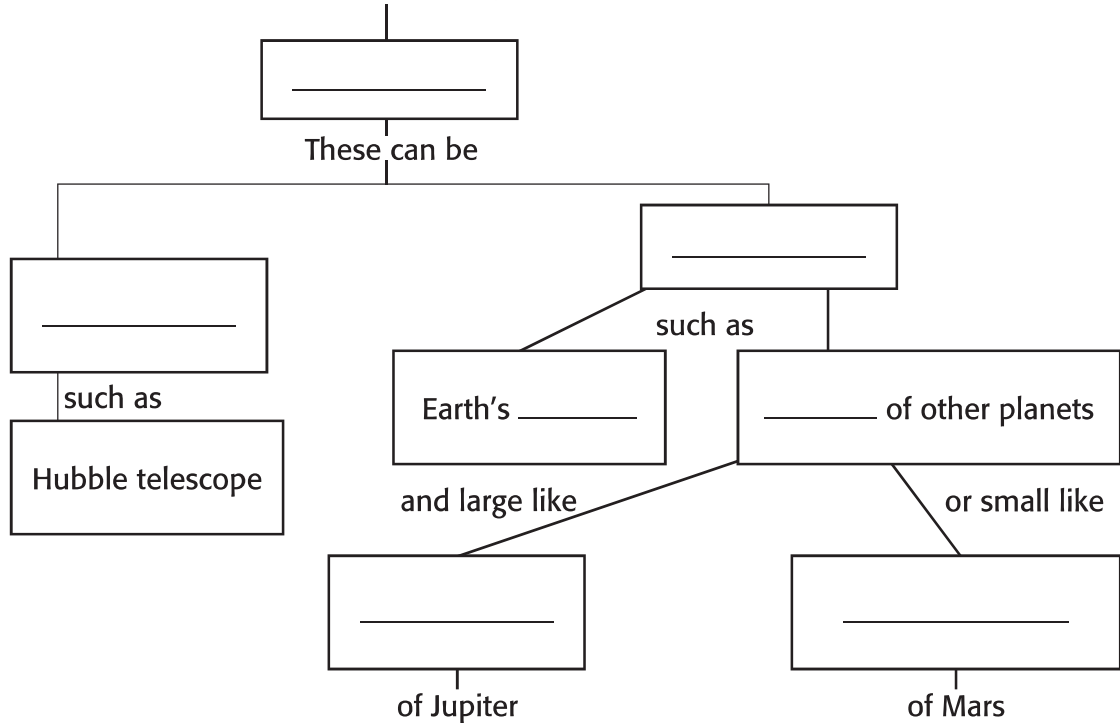 These can be
such as
such as
Earth's
of other planets
Hubble telescope
and large like
or small like
of Jupiter
of Mars